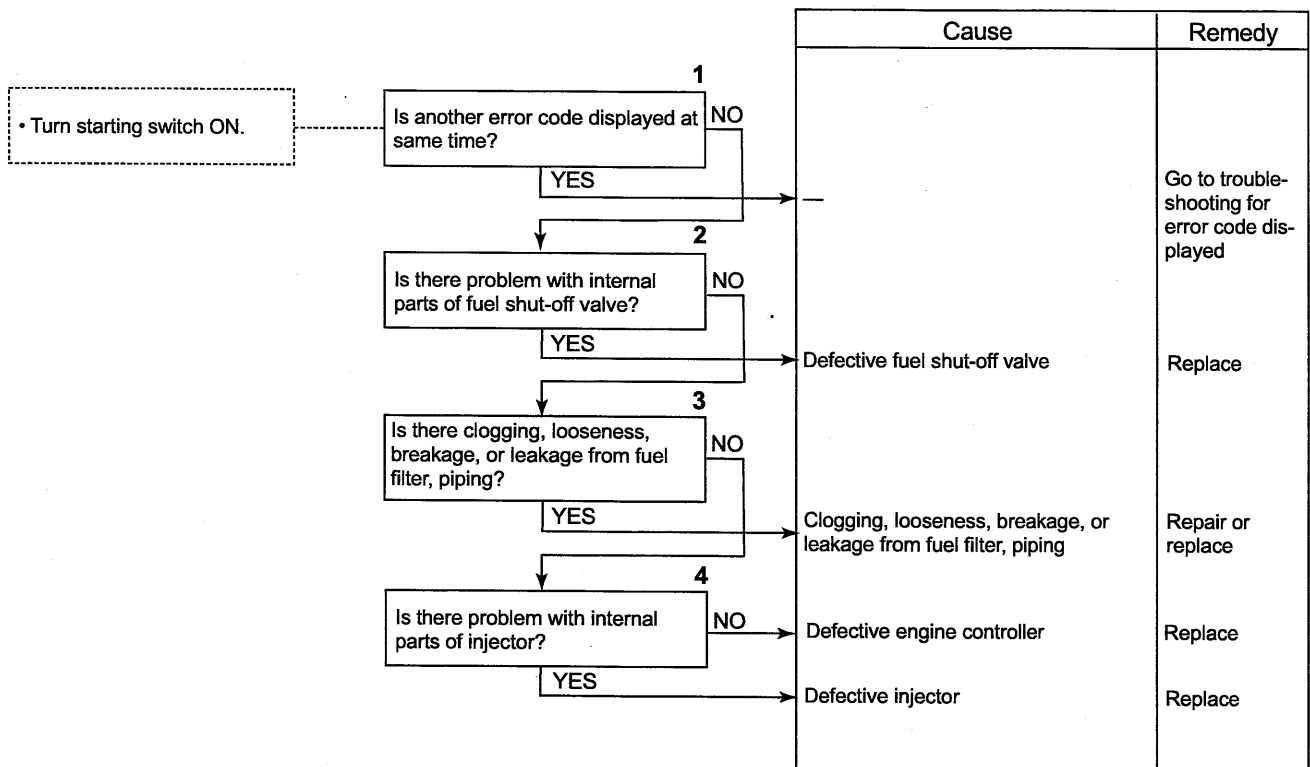 Cause
Remedy
• Turn starting switch ON.
1
Is another error code displayed at
same time?
NO
YES
—
Go to trouble-
shooting for
error code dis-
played
2
Is there problem with internal
parts of fuel shut-off valve?
NO
YES
Defective fuel shut-off valve
Replace
3
Is there clogging, looseness,
breakage, or leakage from fuel
filter, piping?
NO
YES
Clogging, looseness, breakage, or
leakage from fuel filter, piping
Repair or
replace
4
Is there problem with internal
parts of injector?
NO
Defective engine controller
Replace
YES
Defective injector
Replace